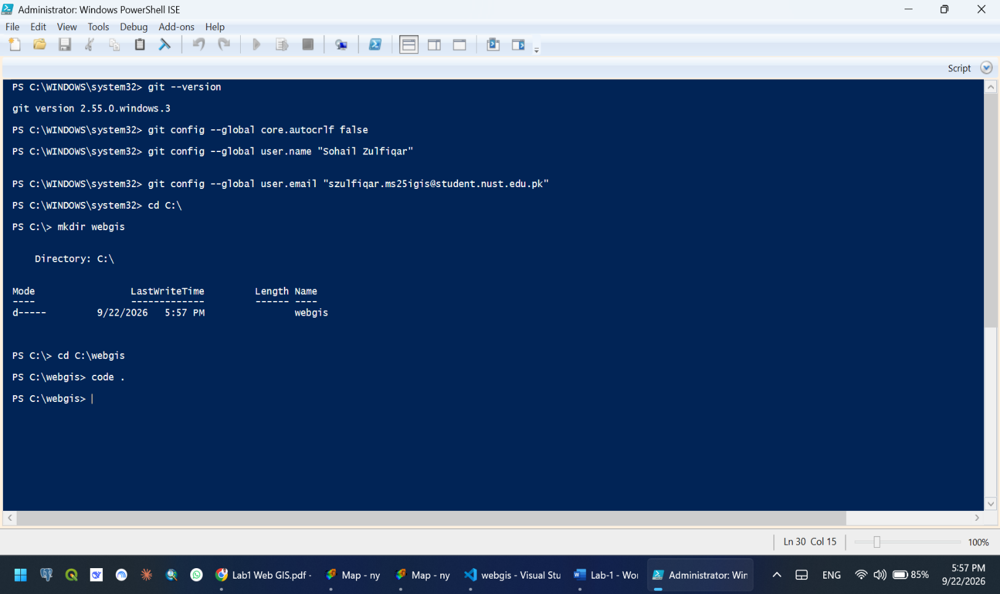 Administrator: Windows PowerShell ISE
File Edit View Tools Debug Add-ons Help
Script
PS C:\WINDOWS\system32> git --version
git version 2.55.0.windows.3
PS C:\WINDOWS\system32> git config --global core.autocrlf false
PS C:\WINDOWS\system32> git config --global user.name "Sohail Zulfiqar"
PS C:\WINDOWS\system32> git config --global user.email "szulfiqar.ms25igis@student.nust.edu.pk"
PS C:\WINDOWS\system32> cd C:\
PS C:\> mkdir webgis
Directory: C:\
Mode LastWriteTime Length Name
---- ------------- ------ ----
d----- 9/22/2026 5:57 PM webgis
PS C:\> cd C:\webgis
PS C:\webgis> code .
PS C:\webgis>
Ln 30 Col 15 100%
Lab1 Web GIS.pdf - Map - ny Map - ny webgis - Visual Stu Lab-1 - Wor Administrator: Win ENG 85% 5:57 PM
9/22/2026